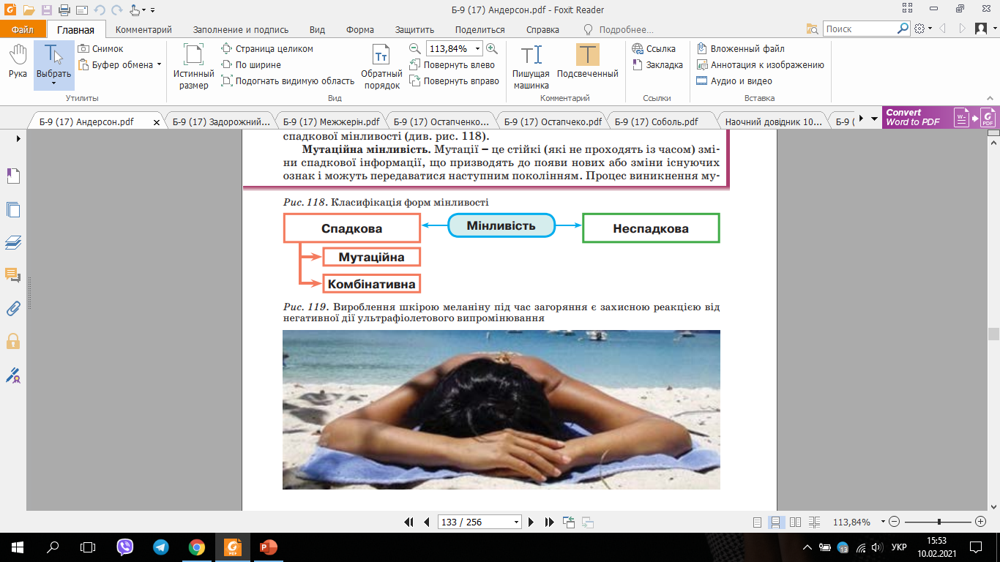 Б-9 (17) Андерсон.pdf - Foxit Reader
Файл Главная Комментарий Заполнение и подпись Вид Форма Защитить Поделиться Справка Подробнее... Поиск
Рука
Выбрать
Снимок
Буфер обмена
Утилиты
Истинный размер
Страница целиком
По ширине
Подогнать видимую область
Обратный порядок
113,84%
Повернуть влево
Повернуть вправо
Вид
Пишущая машинка
Подсвеченный
Комментарий
Ссылка
Закладка
Ссылки
Вложенный файл
Аннотация к изображению
Аудио и видео
Вставка
Б-9 (17) Андерсон.pdf Б-9 (17) Задорожний... Б-9 (17) Межжерін.pdf Б-9 (17) Остапченко... Б-9 (17) Остапчеко.pdf Б-9 (17) Соболь.pdf Наочний довідник 10... Б-9 (
Convert
Word to PDF
спадкової мінливості (див. рис. 118).
Мутаційна мінливість. Мутації – це стійкі (які не проходять із часом) змі-
ни спадкової інформації, що призводять до появи нових або зміни існуючих
ознак і можуть передаватися наступним поколінням. Процес виникнення му-
Рис. 118. Класифікація форм мінливості
Спадкова Мінливість Неспадкова
Мутаційна
Комбінативна
Рис. 119. Вироблення шкірою меланіну під час загоряння є захисною реакцією від
негативної дії ультрафіолетового випромінювання
133 / 256
113,84%
УКР
15:53
10.02.2021